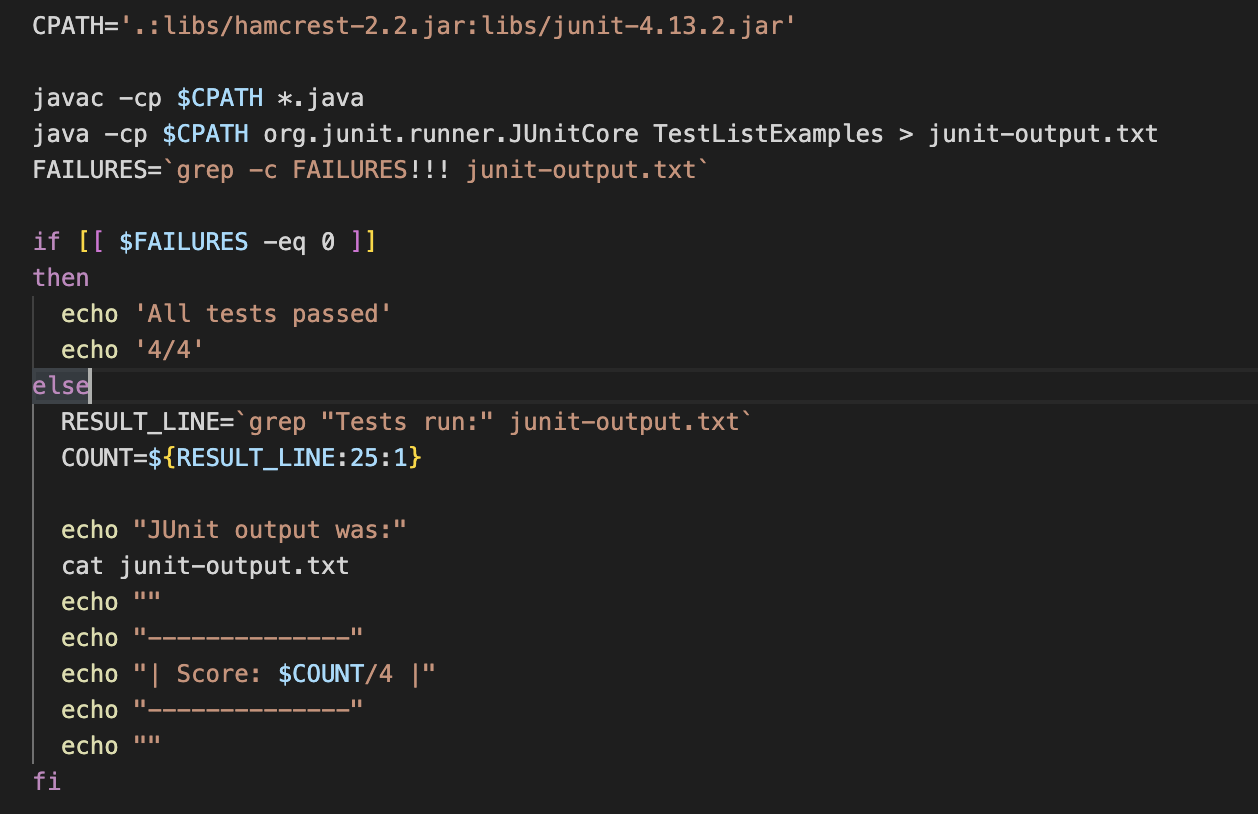 CPATH='.:libs/hamcrest-2.2.jar:libs/junit-4.13.2.jar'

javac -cp $CPATH *.java
java -cp $CPATH org.junit.runner.JUnitCore TestListExamples > junit-output.txt
FAILURES=`grep -c FAILURES!!! junit-output.txt`

if [[ $FAILURES -eq 0 ]]
then
  echo 'All tests passed'
  echo '4/4'
else
  RESULT_LINE=`grep "Tests run:" junit-output.txt`
  COUNT=${RESULT_LINE:25:1}

  echo "JUnit output was:"
  cat junit-output.txt
  echo ""
  echo "--------------"
  echo "| Score: $COUNT/4 |"
  echo "--------------"
  echo ""
fi